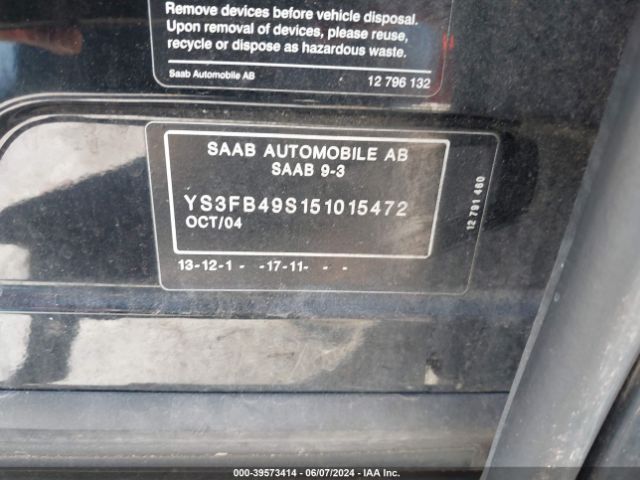 Remove devices before vehicle disposal.
Upon removal of devices, please reuse,
recycle or dispose as hazardous waste.
Saab Automobile AB 12 796 132
SAAB AUTOMOBILE AB
SAAB 9-3
YS3FB49S151015472
OCT/04
13-12-1 - -17-11- - -
12 791 460
000-39573414 - 06/07/2024 - IAA Inc.